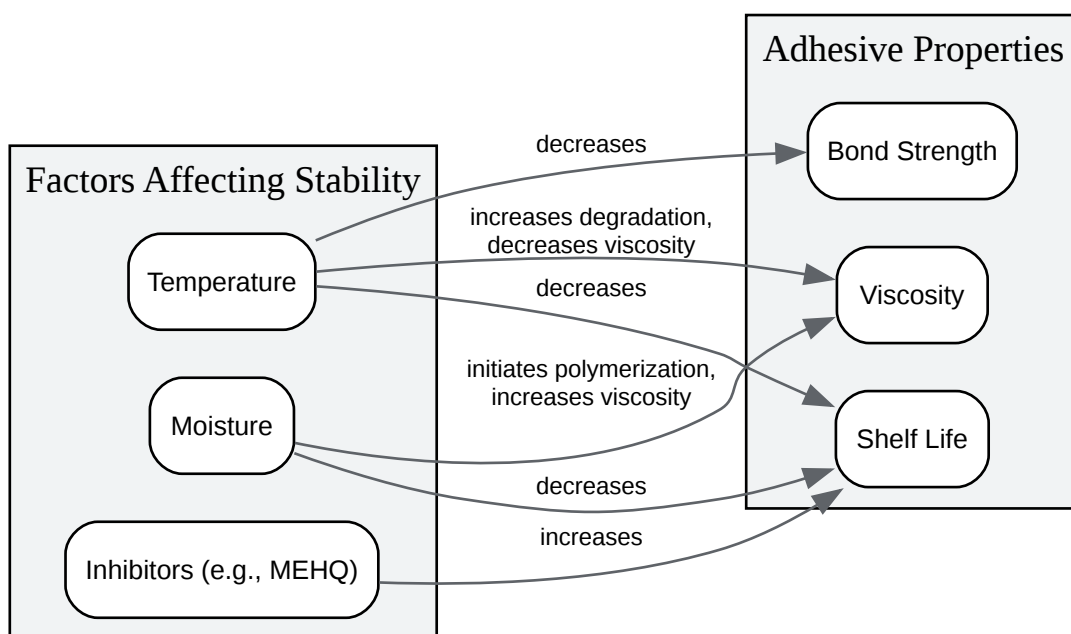 Adhesive Properties
Bond Strength
Viscosity
Shelf Life
Factors Affecting Stability
Temperature
Moisture
Inhibitors (e.g., MEHQ)
decreases
increases degradation,
decreases viscosity
decreases
initiates polymerization,
increases viscosity
decreases
increases